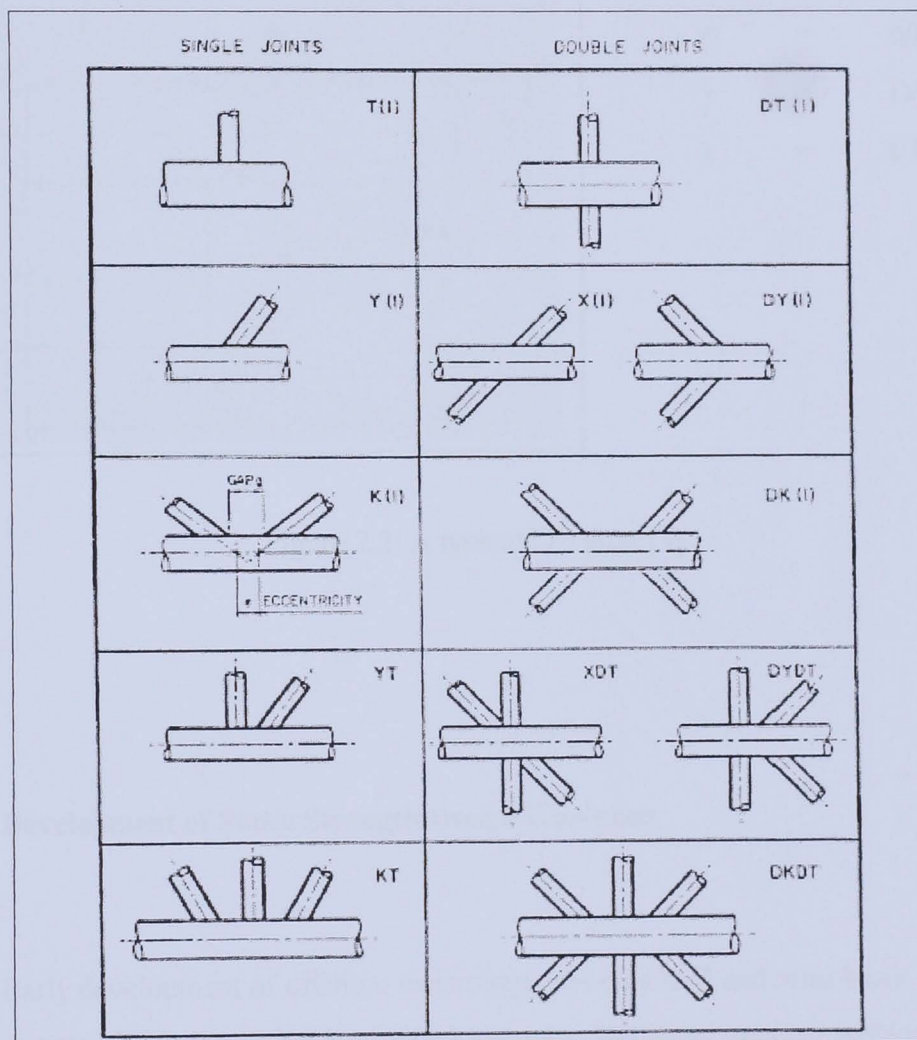 SINGLE JOINTS
DOUBLE JOINTS
T(I)
DT (I)
Y (I)
X(I)
DY(I)
GAP g
K(I)
ECCENTRICITY
DK(I)
YT
XDT
DYDT
KT
DKDT